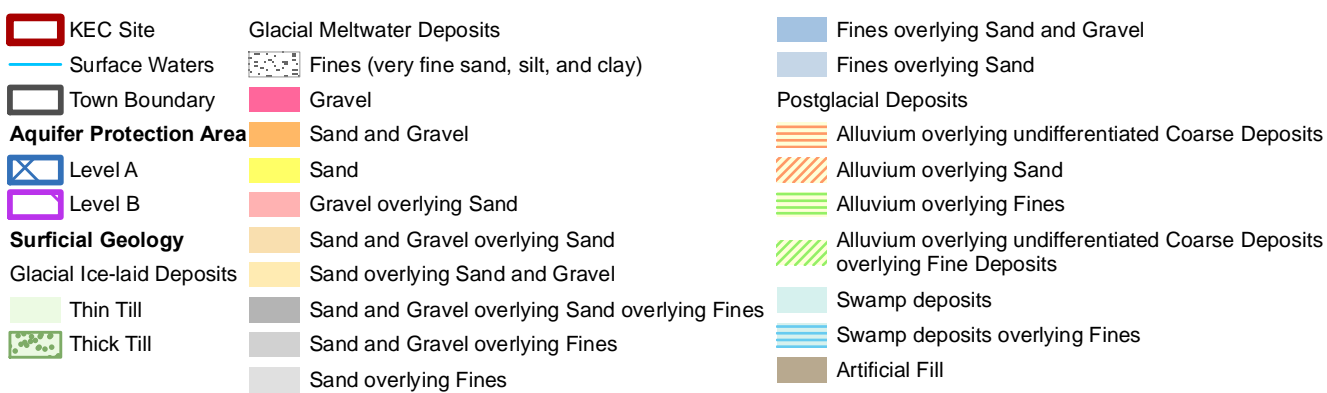 KEC Site
Surface Waters
Town Boundary
Aquifer Protection Area
Level A
Level B
Surficial Geology
Glacial Ice-laid Deposits
Thin Till
Thick Till
Glacial Meltwater Deposits
Fines (very fine sand, silt, and clay)
Gravel
Sand and Gravel
Sand
Gravel overlying Sand
Sand and Gravel overlying Sand
Sand overlying Sand and Gravel
Sand and Gravel overlying Sand overlying Fines
Sand and Gravel overlying Fines
Sand overlying Fines
Fines overlying Sand and Gravel
Fines overlying Sand
Postglacial Deposits
Alluvium overlying undifferentiated Coarse Deposits
Alluvium overlying Sand
Alluvium overlying Fines
Alluvium overlying undifferentiated Coarse Deposits
overlying Fine Deposits
Swamp deposits
Swamp deposits overlying Fines
Artificial Fill